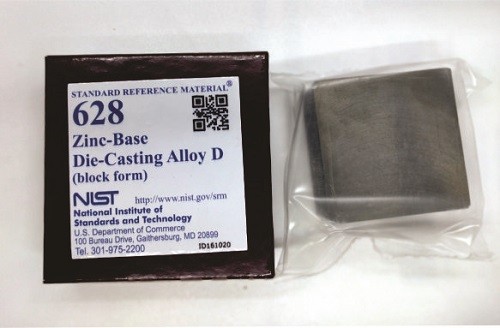 STANDARD REFERENCE MATERIAL®
628
Zinc-Base
Die-Casting Alloy D
(block form)
NIST http://www.nist.gov/srm
National Institute of
Standards and Technology
U.S. Department of Commerce
100 Bureau Drive, Gaithersburg, MD 20899
Tel. 301-975-2200
ID161020